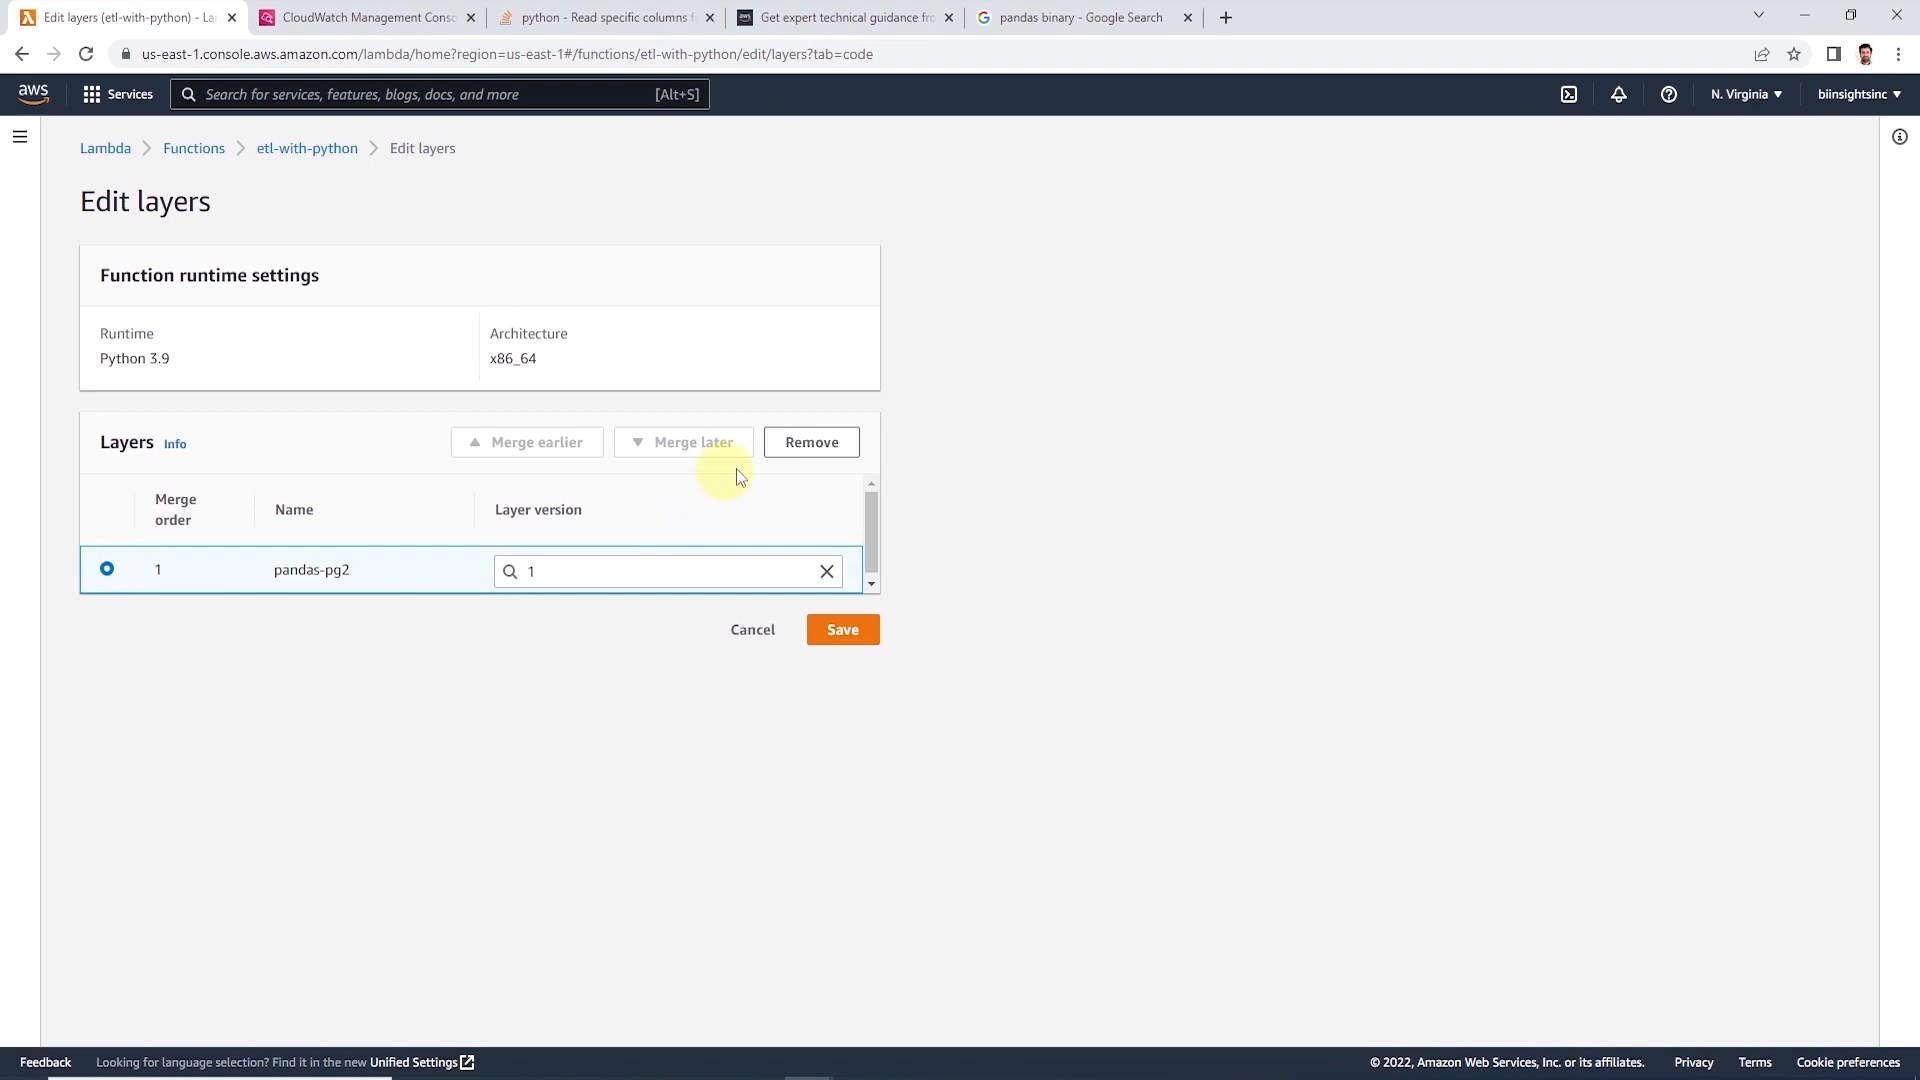 Edit layers (etl-with-python) - La
CloudWatch Management Conso
python - Read specific columns f
Get expert technical guidance fro
pandas binary - Google Search
us-east-1.console.aws.amazon.com/lambda/home?region=us-east-1#/functions/etl-with-python/edit/layers?tab=code
aws
Services
Search for services, features, blogs, docs, and more
[Alt+S]
N. Virginia
biinsightsinc
Lambda
Functions
etl-with-python
Edit layers
Edit layers
Function runtime settings
Runtime
Architecture
Python 3.9
x86_64
Layers
Info
Merge earlier
Merge later
Remove
Merge order
Name
Layer version
1
pandas-pg2
1
Cancel
Save
Feedback
Looking for language selection? Find it in the new Unified Settings
© 2022, Amazon Web Services, Inc. or its affiliates.
Privacy
Terms
Cookie preferences